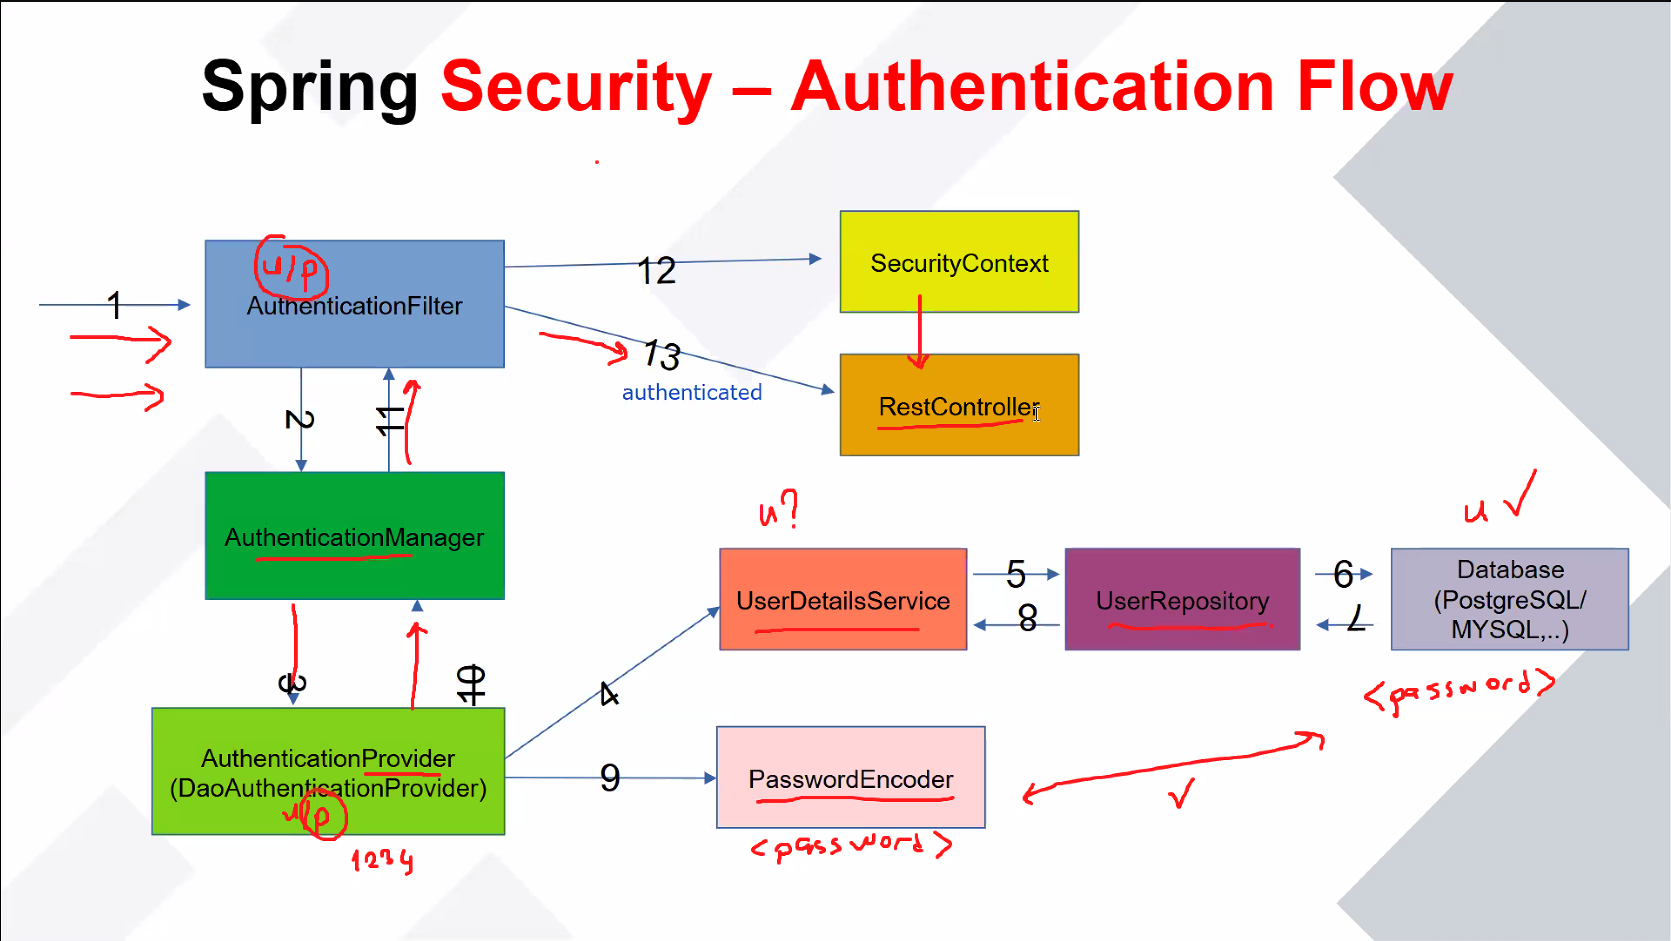 Spring Security – Authentication Flow
u/p
AuthenticationFilter
1
12
SecurityContext
13
authenticated
RestController
2
11
AuthenticationManager
u?
u ✓
UserDetailsService
5
8
UserRepository
6
7
Database
(PostgreSQL/
MYSQL,..)
<password>
3
10
4
AuthenticationProvider
(DaoAuthenticationProvider)
u/p
1234
9
PasswordEncoder
<password>
✓